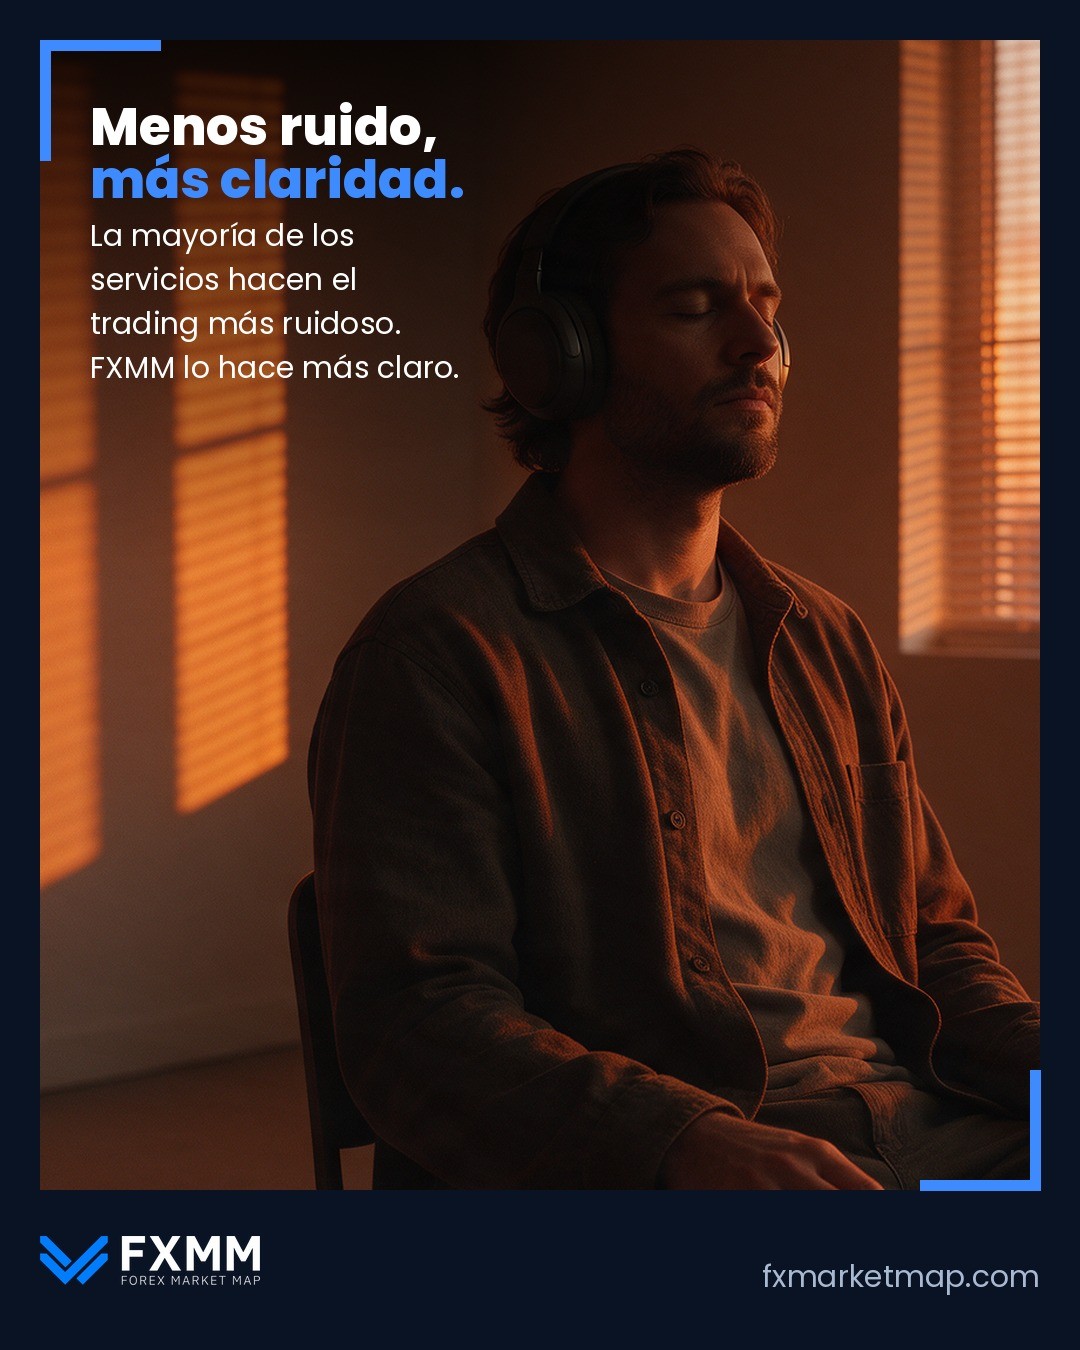 Menos ruido,
más claridad.
La mayoría de los
servicios hacen el
trading más ruidoso.
FXMM lo hace más claro.
FXMM
FOREX MARKET MAP
fxmarketmap.com